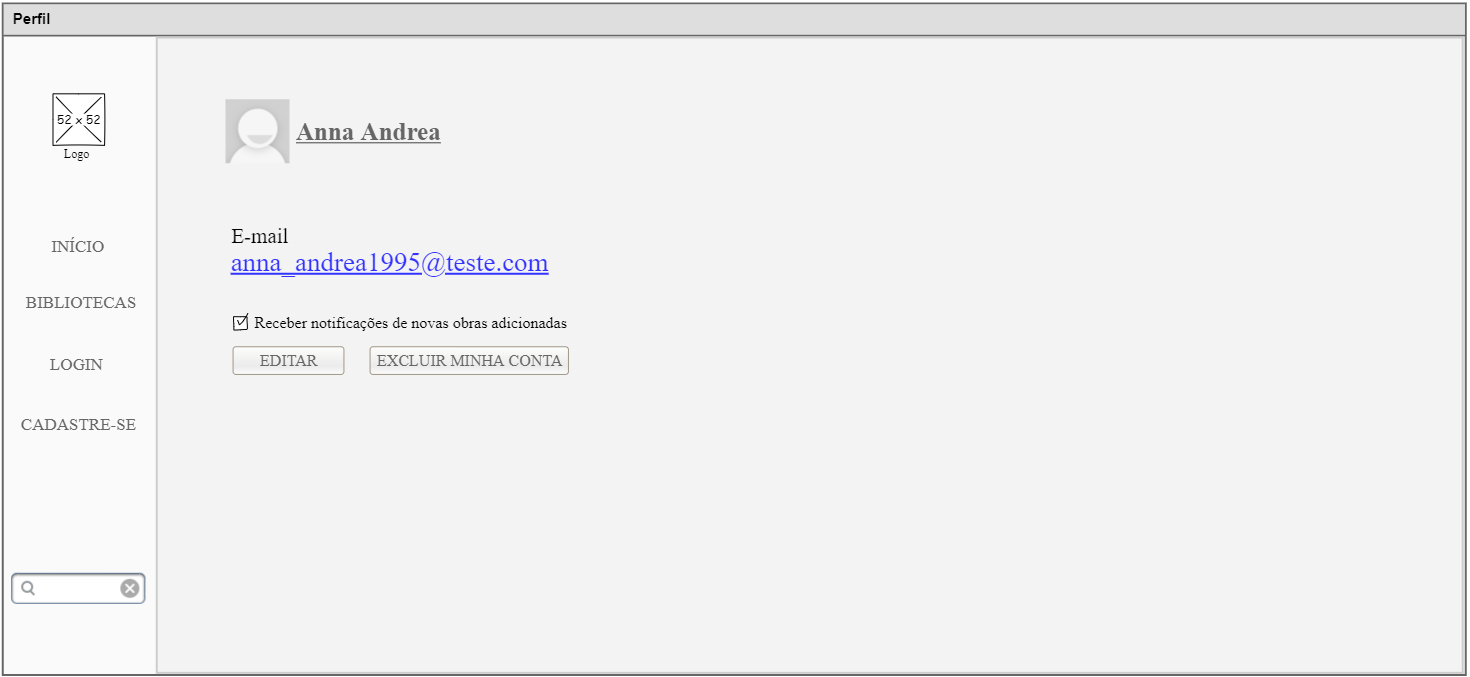 Perfil
52 x 52
Logo
INÍCIO
BIBLIOTECAS
LOGIN
CADASTRE-SE
Anna Andrea
E-mail
anna_andrea1995@teste.com
Receber notificações de novas obras adicionadas
EDITAR
EXCLUIR MINHA CONTA